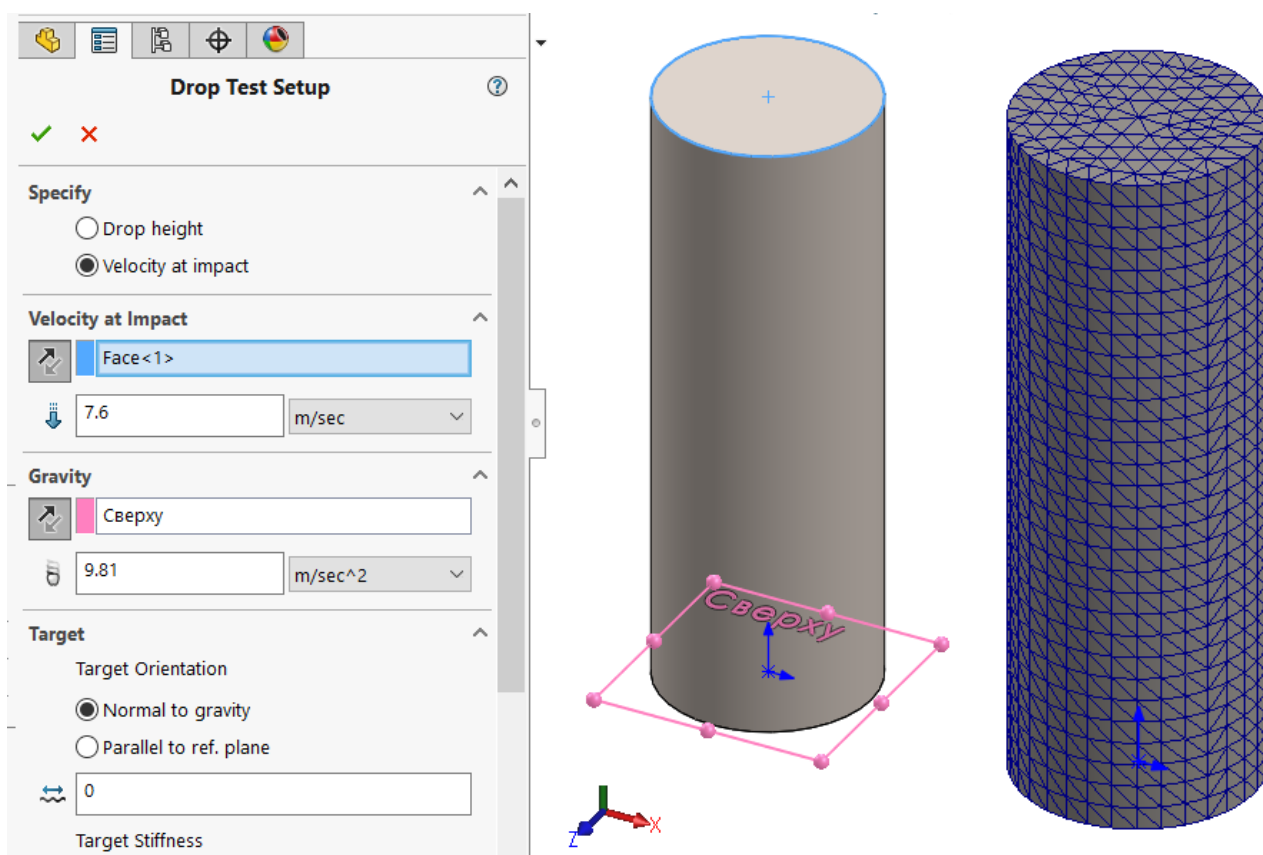 Drop Test Setup
Specify
Drop height
Velocity at impact
Velocity at Impact
Face<1>
7.6 m/sec
Gravity
Сверху
9.81 m/sec^2
Target
Target Orientation
Normal to gravity
Parallel to ref. plane
0
Target Stiffness
Сверху
Z X